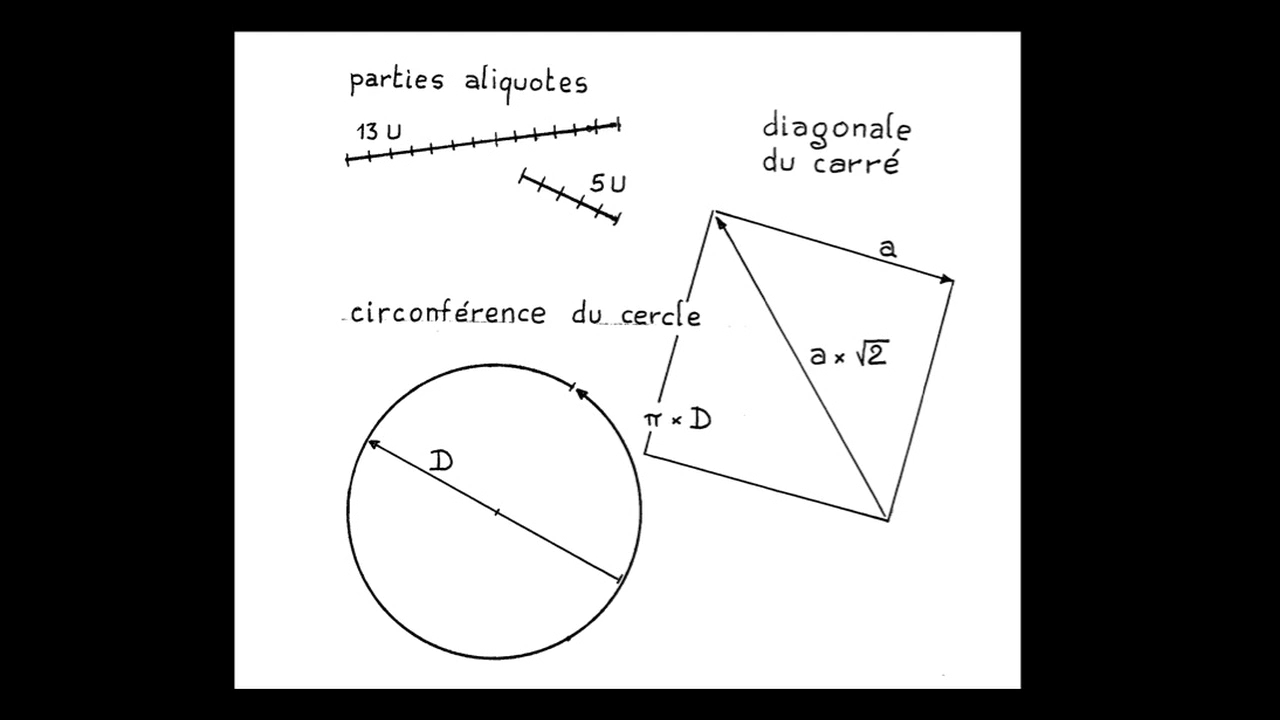 parties aliquotes
13 U
5 U
diagonale
du carré
a
a × √2
circonférence du cercle
π × D
D